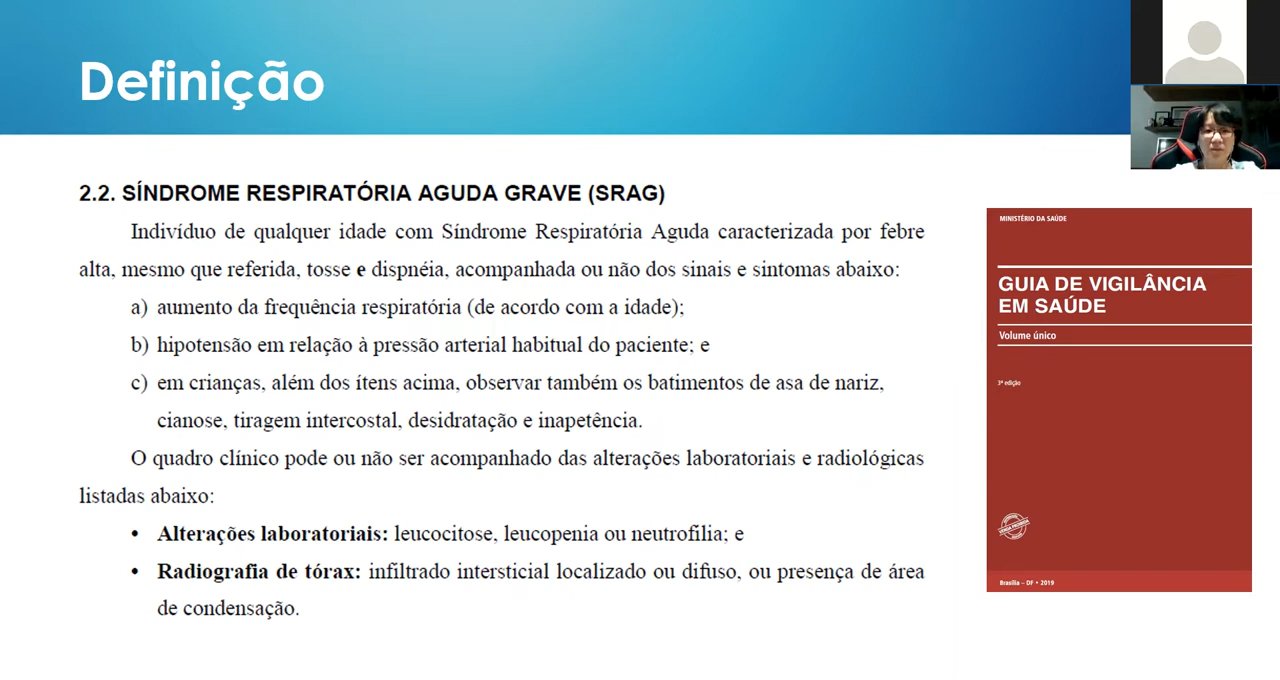 Definição
2.2. SÍNDROME RESPIRATÓRIA AGUDA GRAVE (SRAG)
Indivíduo de qualquer idade com Síndrome Respiratória Aguda caracterizada por febre
alta, mesmo que referida, tosse e dispnéia, acompanhada ou não dos sinais e sintomas abaixo:
a) aumento da frequência respiratória (de acordo com a idade);
b) hipotensão em relação à pressão arterial habitual do paciente; e
c) em crianças, além dos ítens acima, observar também os batimentos de asa de nariz,
cianose, tiragem intercostal, desidratação e inapetência.
O quadro clínico pode ou não ser acompanhado das alterações laboratoriais e radiológicas
listadas abaixo:
• Alterações laboratoriais: leucocitose, leucopenia ou neutrofilia; e
• Radiografia de tórax: infiltrado intersticial localizado ou difuso, ou presença de área
de condensação.
MINISTÉRIO DA SAÚDE
GUIA DE VIGILÂNCIA
EM SAÚDE
Volume único
3ª edição
Brasília – DF • 2019